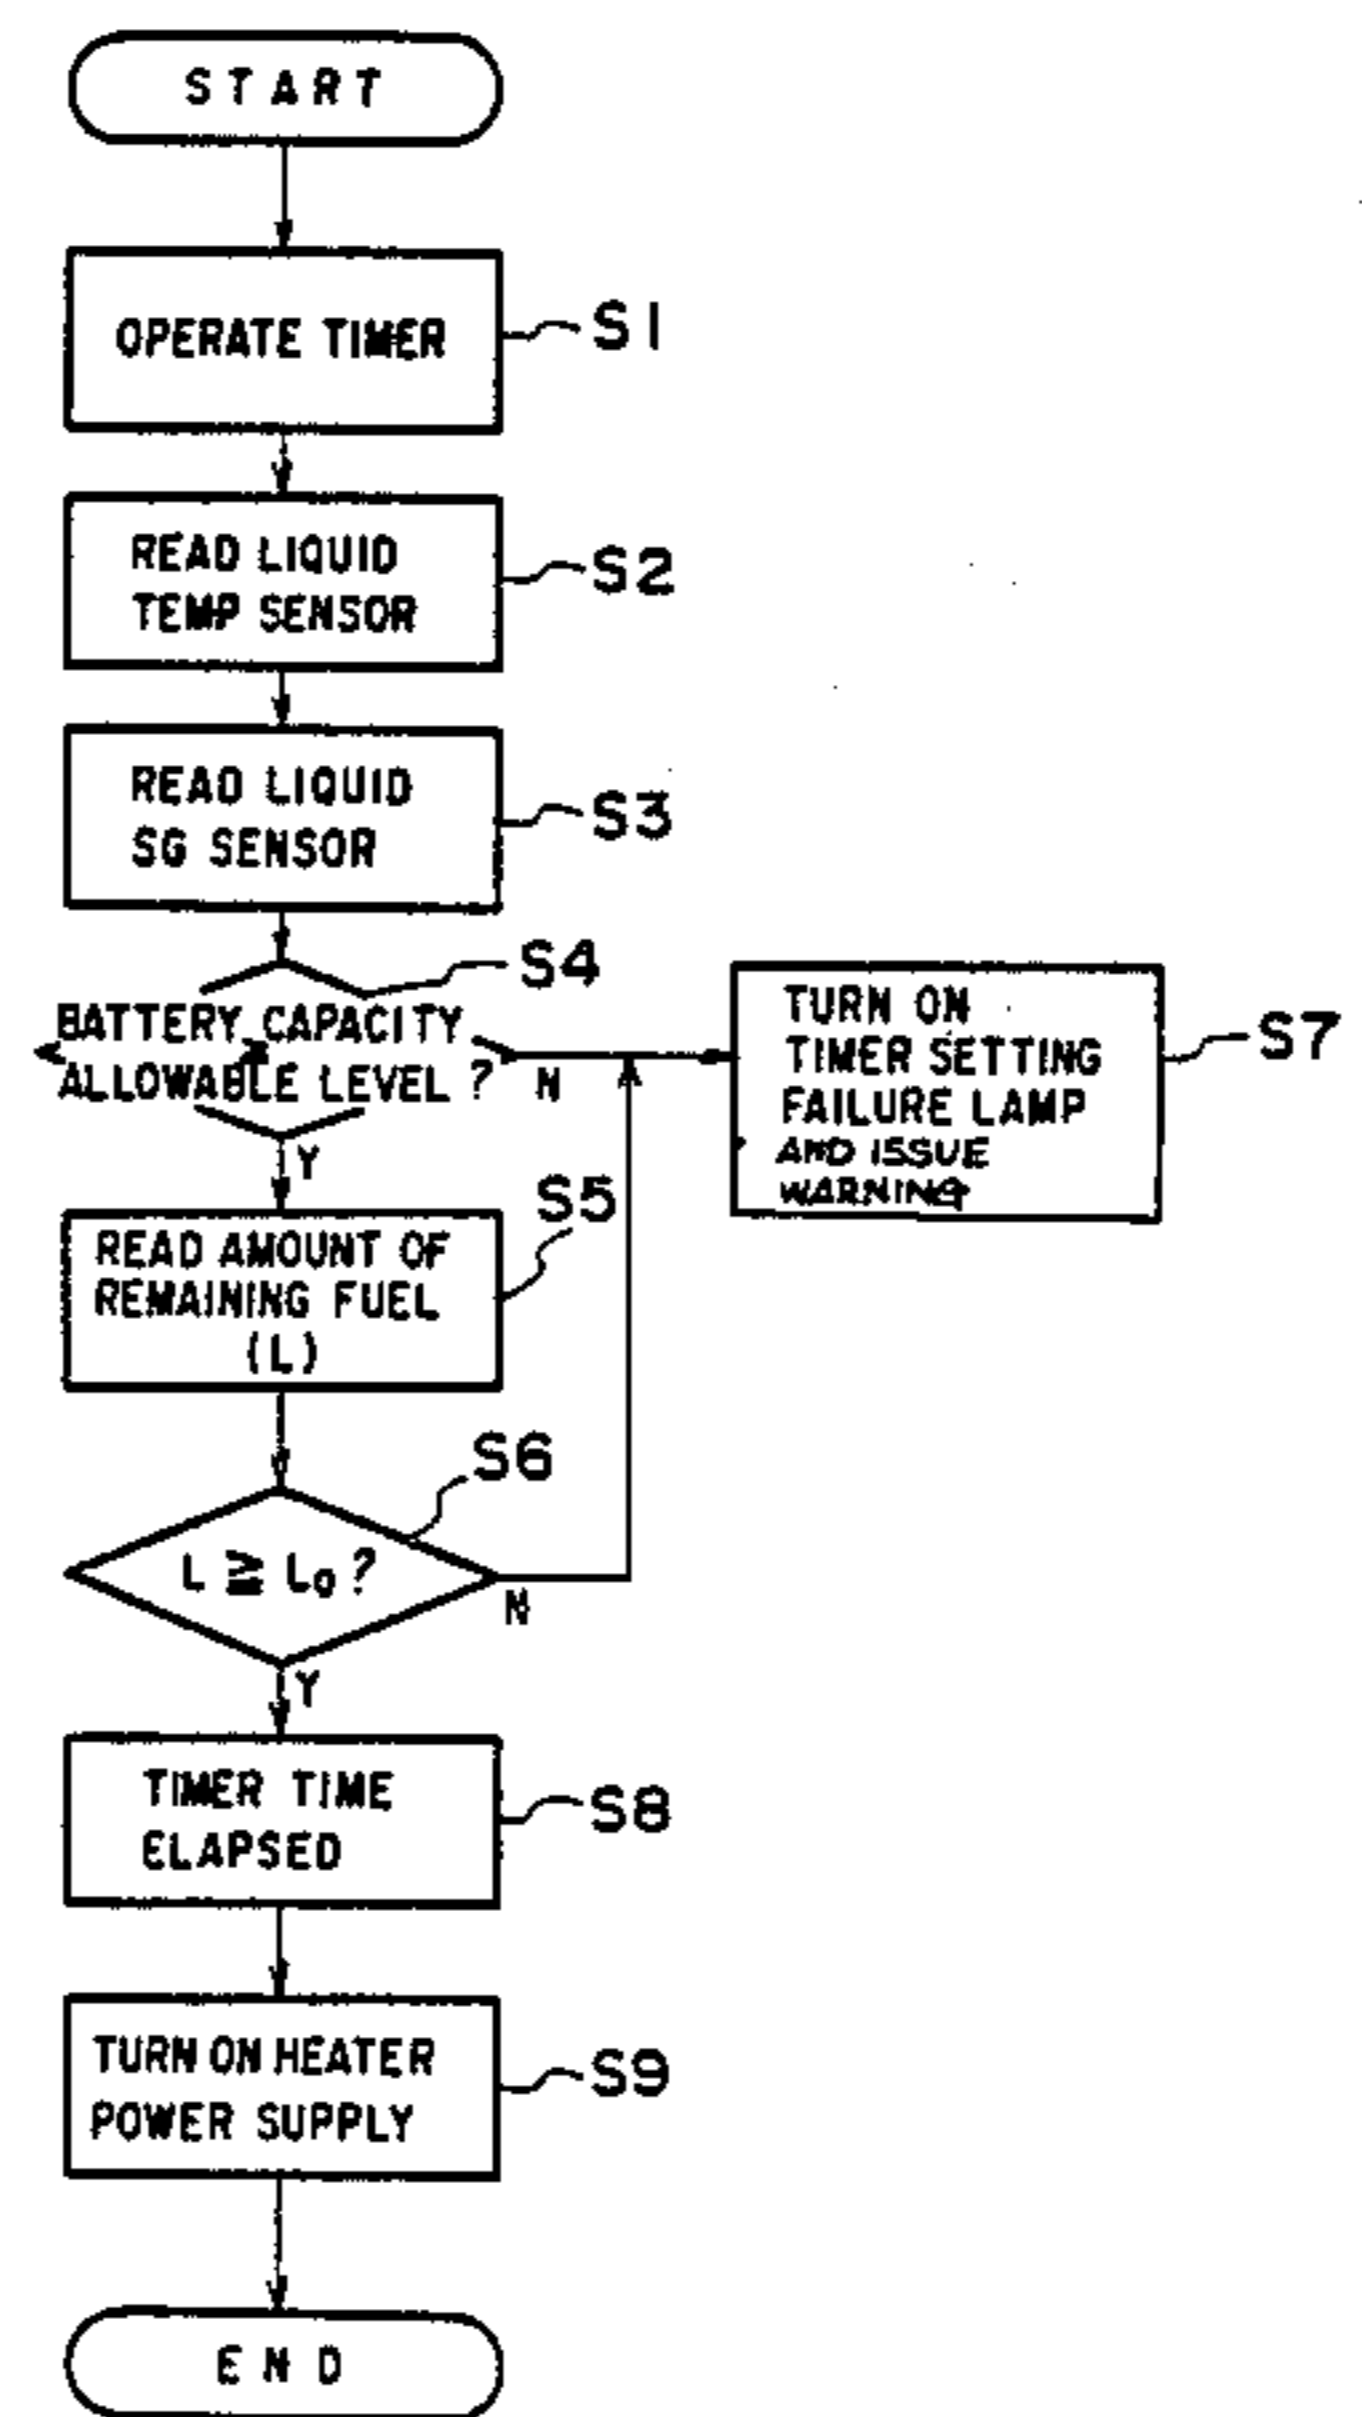 START
OPERATE TIMER
S1
READ LIQUID
TEMP SENSOR
S2
READ LIQUID
SG SENSOR
S3
S4
BATTERY CAPACITY
ALLOWABLE LEVEL ?
N
Y
TURN ON
TIMER SETTING
FAILURE LAMP
AND ISSUE
WARNING
S7
S5
READ AMOUNT OF
REMAINING FUEL
(L)
S6
L ≧ L₀ ?
N
Y
TIMER TIME
ELAPSED
S8
TURN ON HEATER
POWER SUPPLY
S9
END